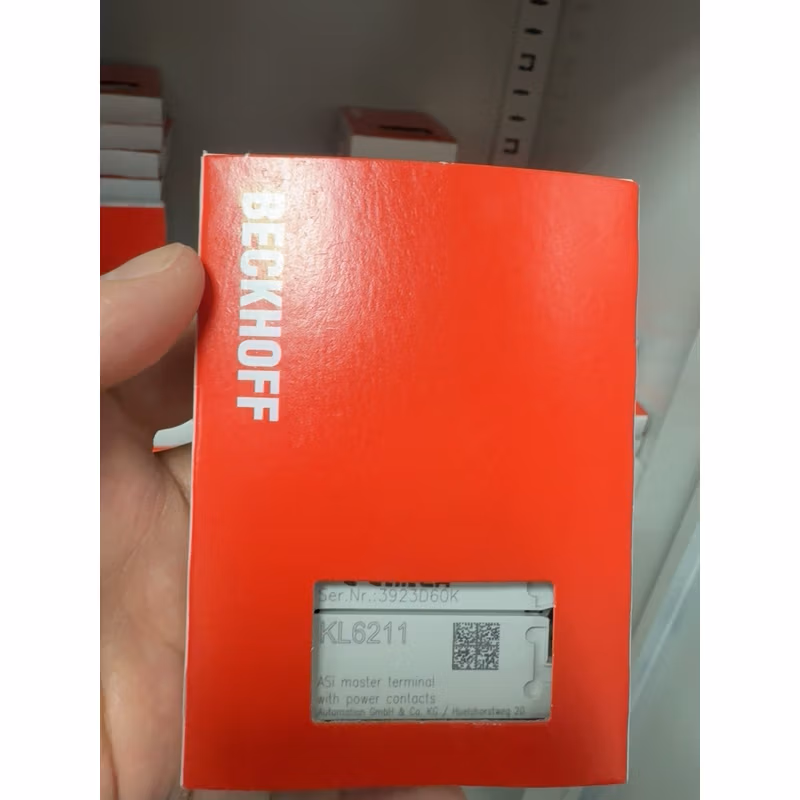 BECKHOFF
Ser.Nr.:3923D60K
KL6211
ASi master terminal
with power contacts
Automation GmbH & Co. KG / Huelshorstweg 20